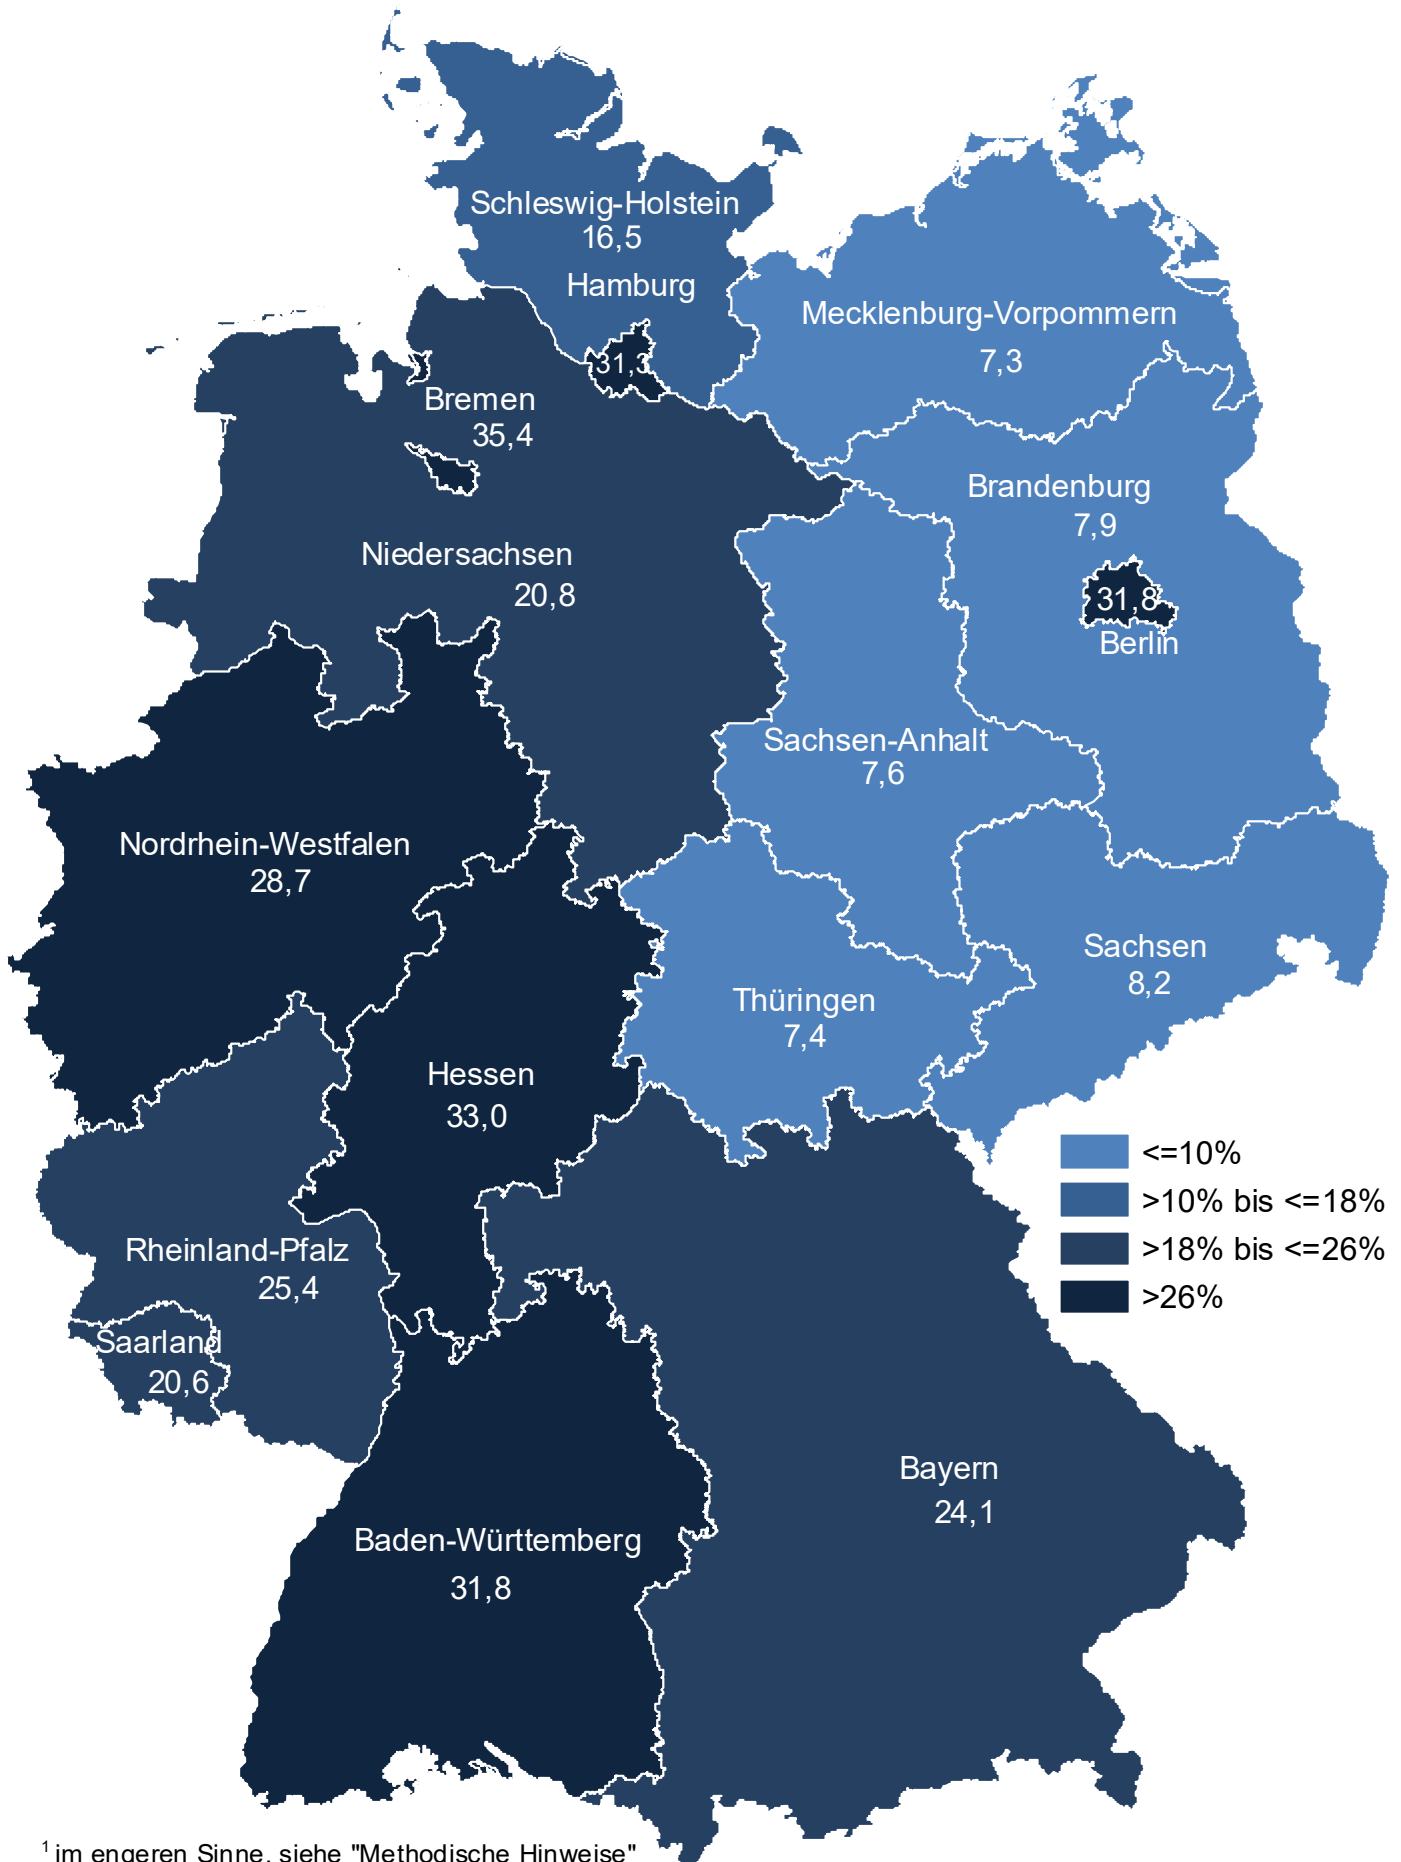 Schleswig-Holstein
16,5
Hamburg
31,3
Mecklenburg-Vorpommern
7,3
Bremen
35,4
Brandenburg
7,9
Niedersachsen
20,8
31,8
Berlin
Sachsen-Anhalt
7,6
Nordrhein-Westfalen
28,7
Sachsen
8,2
Thüringen
7,4
Hessen
33,0
<=10%
>10% bis <=18%
>18% bis <=26%
>26%
Rheinland-Pfalz
25,4
Saarland
20,6
Bayern
24,1
Baden-Württemberg
31,8
1 im engeren Sinne, siehe "Methodische Hinweise"